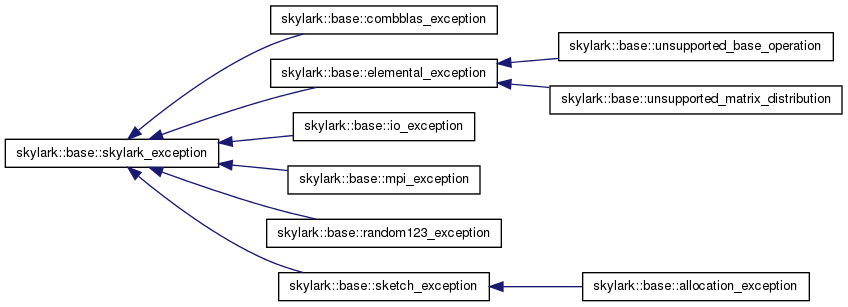 skylark::base::combblas_exception
skylark::base::unsupported_base_operation
skylark::base::elemental_exception
skylark::base::unsupported_matrix_distribution
skylark::base::io_exception
skylark::base::skylark_exception
skylark::base::mpi_exception
skylark::base::random123_exception
skylark::base::sketch_exception
skylark::base::allocation_exception